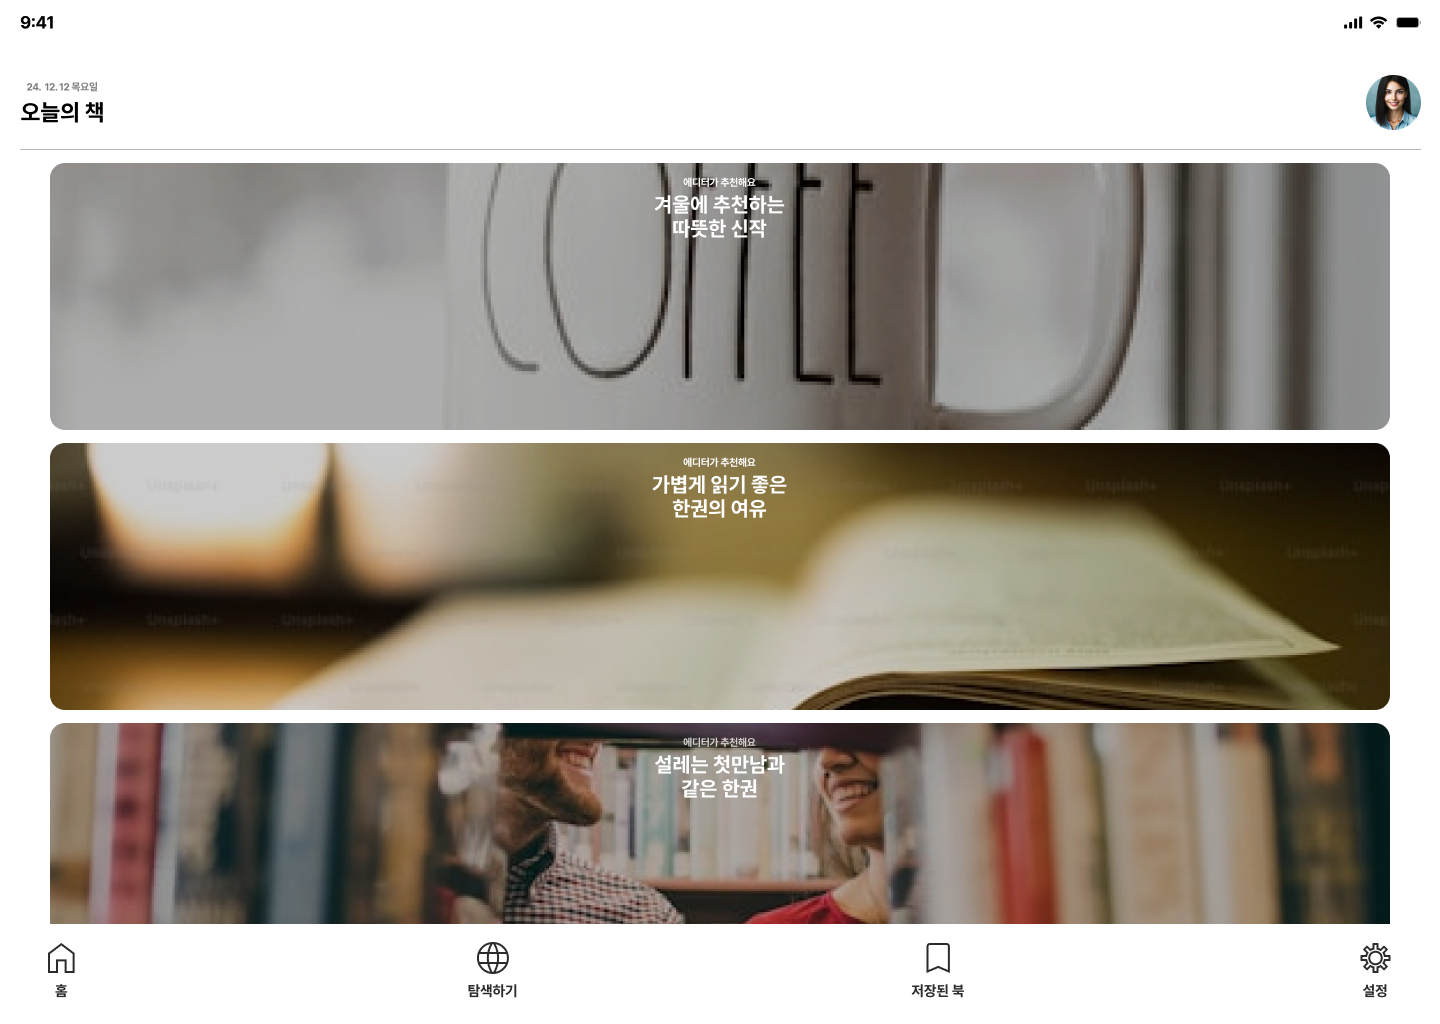 9:41
24. 12. 12 목요일
오늘의 책
COFFEE
에디터가 추천해요
겨울에 추천하는
따뜻한 신작
에디터가 추천해요
가볍게 읽기 좋은
한권의 여유
Unsplash+
에디터가 추천해요
설레는 첫만남과
같은 한권
홈
탐색하기
저장된 북
설정